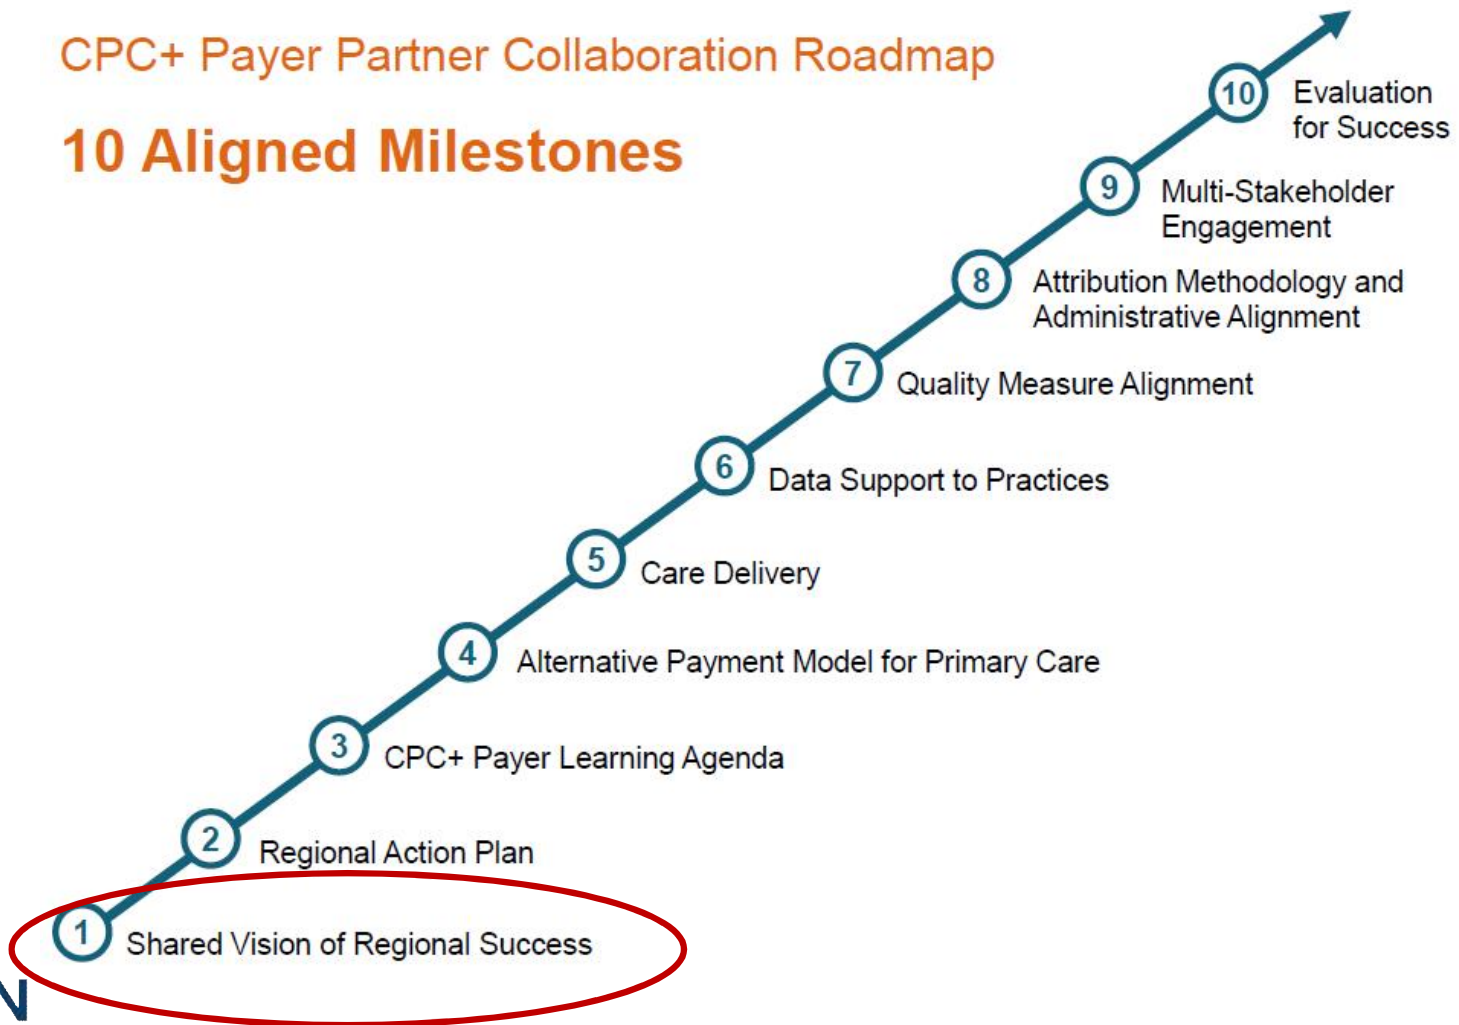 CPC+ Payer Partner Collaboration Roadmap
10 Aligned Milestones
10 Evaluation
for Success
9 Multi-Stakeholder
Engagement
8 Attribution Methodology and
Administrative Alignment
7 Quality Measure Alignment
6 Data Support to Practices
5 Care Delivery
4 Alternative Payment Model for Primary Care
3 CPC+ Payer Learning Agenda
2 Regional Action Plan
1 Shared Vision of Regional Success
N